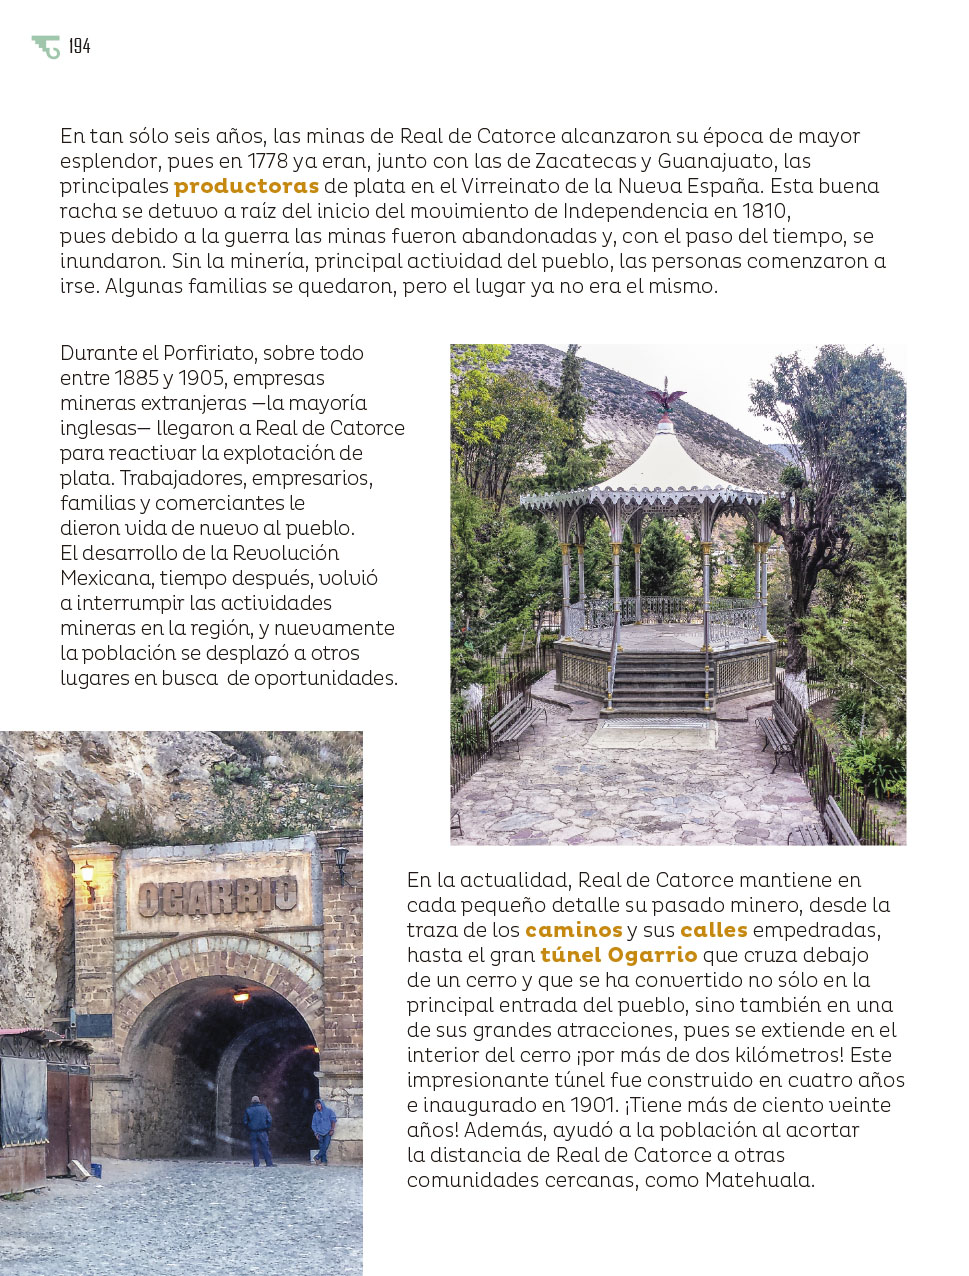 194
En tan sólo seis años, las minas de Real de Catorce alcanzaron su época de mayor
esplendor, pues en 1778 ya eran, junto con las de Zacatecas y Guanajuato, las
principales productoras de plata en el Virreinato de la Nueva España. Esta buena
racha se detuvo a raíz del inicio del movimiento de Independencia en 1810,
pues debido a la guerra las minas fueron abandonadas y, con el paso del tiempo, se
inundaron. Sin la minería, principal actividad del pueblo, las personas comenzaron a
irse. Algunas familias se quedaron, pero el lugar ya no era el mismo.
Durante el Porfiriato, sobre todo
entre 1885 y 1905, empresas
mineras extranjeras —la mayoría
inglesas— llegaron a Real de Catorce
para reactivar la explotación de
plata. Trabajadores, empresarios,
familias y comerciantes le
dieron vida de nuevo al pueblo.
El desarrollo de la Revolución
Mexicana, tiempo después, volvió
a interrumpir las actividades
mineras en la región, y nuevamente
la población se desplazó a otros
lugares en busca  de oportunidades.
OGARRIO
En la actualidad, Real de Catorce mantiene en
cada pequeño detalle su pasado minero, desde la
traza de los caminos y sus calles empedradas,
hasta el gran túnel Ogarrio que cruza debajo
de un cerro y que se ha convertido no sólo en la
principal entrada del pueblo, sino también en una
de sus grandes atracciones, pues se extiende en el
interior del cerro ¡por más de dos kilómetros! Este
impresionante túnel fue construido en cuatro años
e inaugurado en 1901. ¡Tiene más de ciento veinte
años! Además, ayudó a la población al acortar
la distancia de Real de Catorce a otras
comunidades cercanas, como Matehuala.